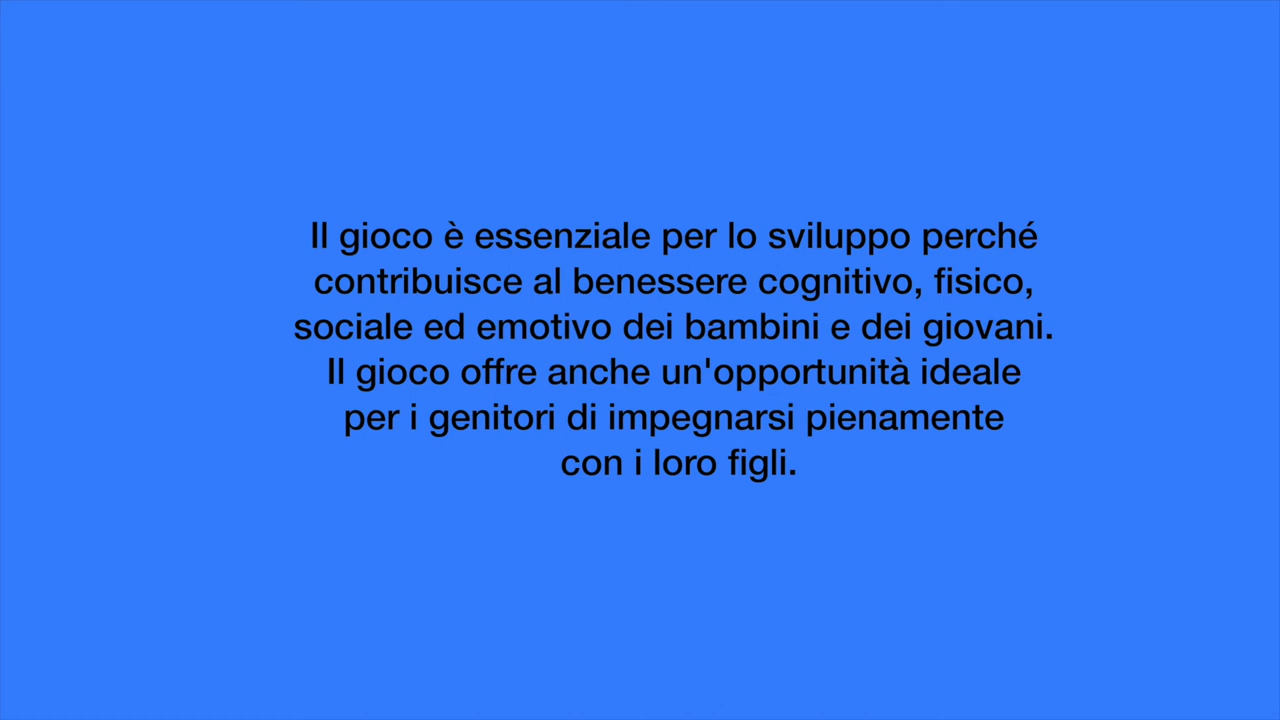 Il gioco è essenziale per lo sviluppo perché
contribuisce al benessere cognitivo, fisico,
sociale ed emotivo dei bambini e dei giovani.
Il gioco offre anche un'opportunità ideale
per i genitori di impegnarsi pienamente
con i loro figli.